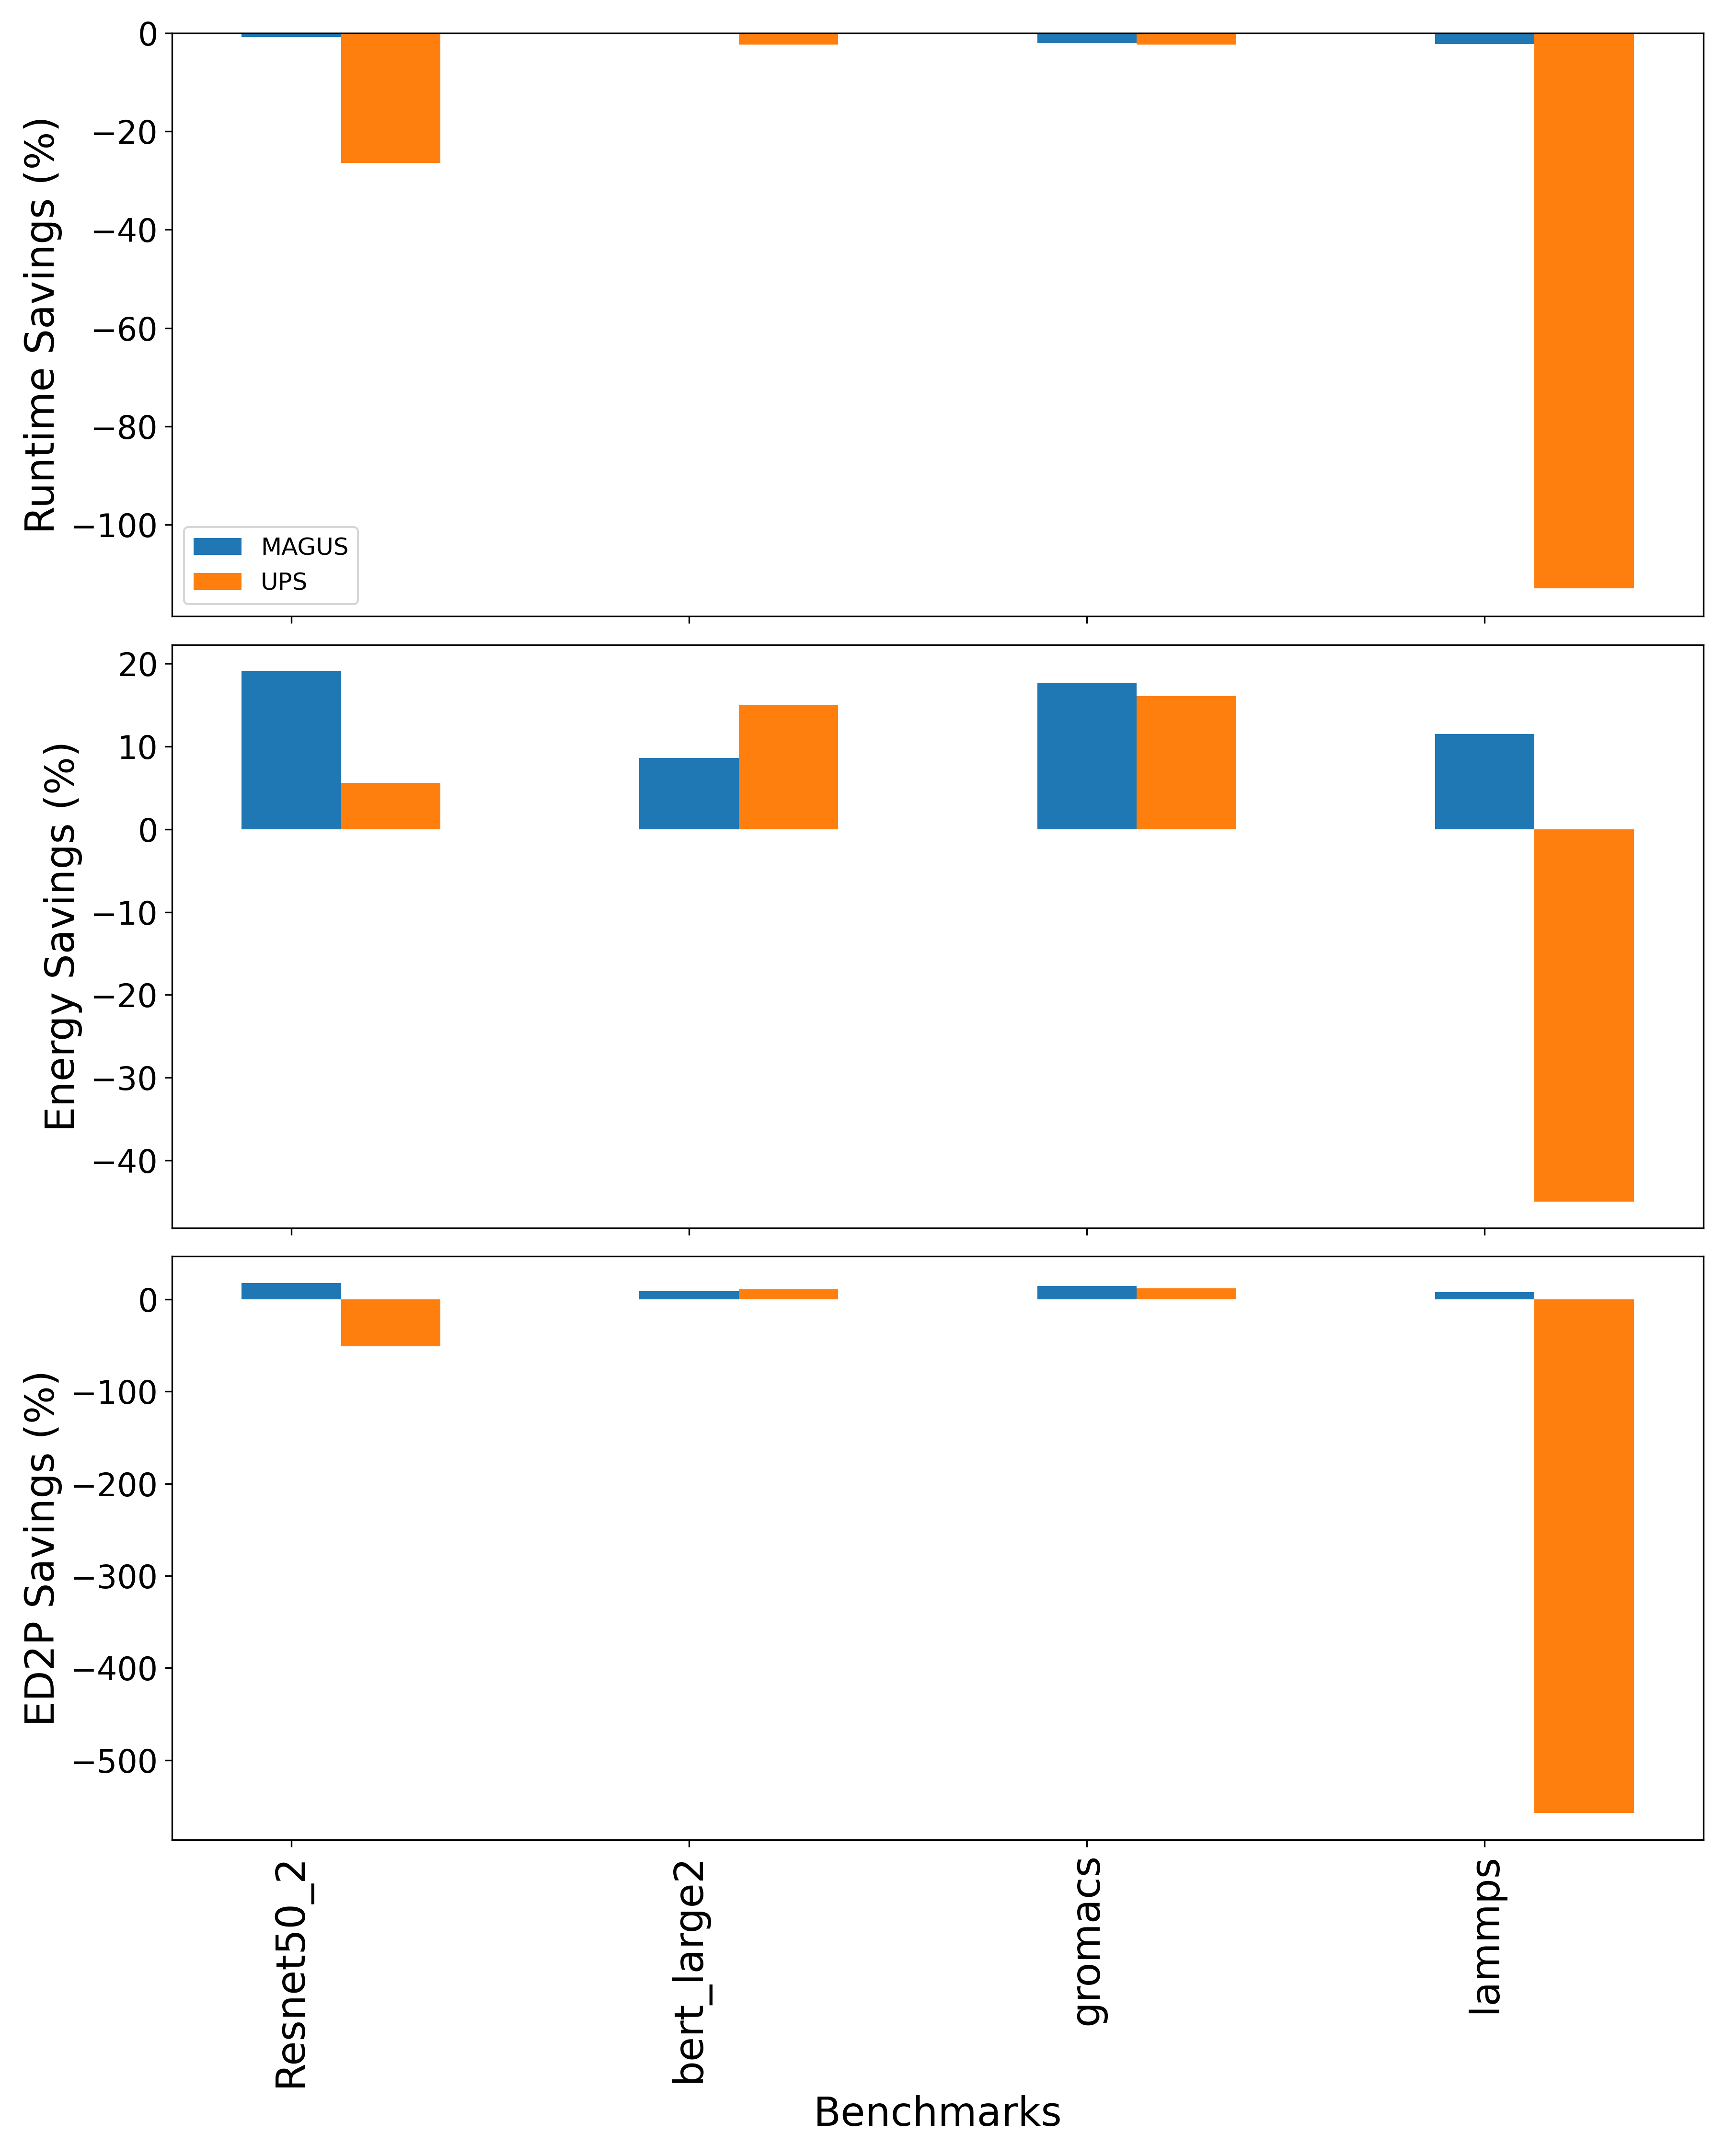 Runtime Savings (%)
0
−20
−40
−60
−80
−100
MAGUS
UPS
Energy Savings (%)
20
10
0
−10
−20
−30
−40
ED2P Savings (%)
0
−100
−200
−300
−400
−500
Resnet50_2
bert_large2
gromacs
lammps
Benchmarks